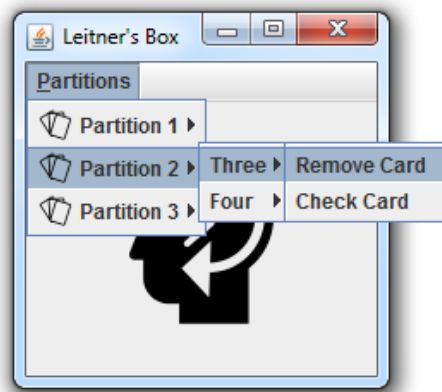 Leitner's Box
Partitions
Partition 1
Partition 2 Three Remove Card
Four Check Card
Partition 3